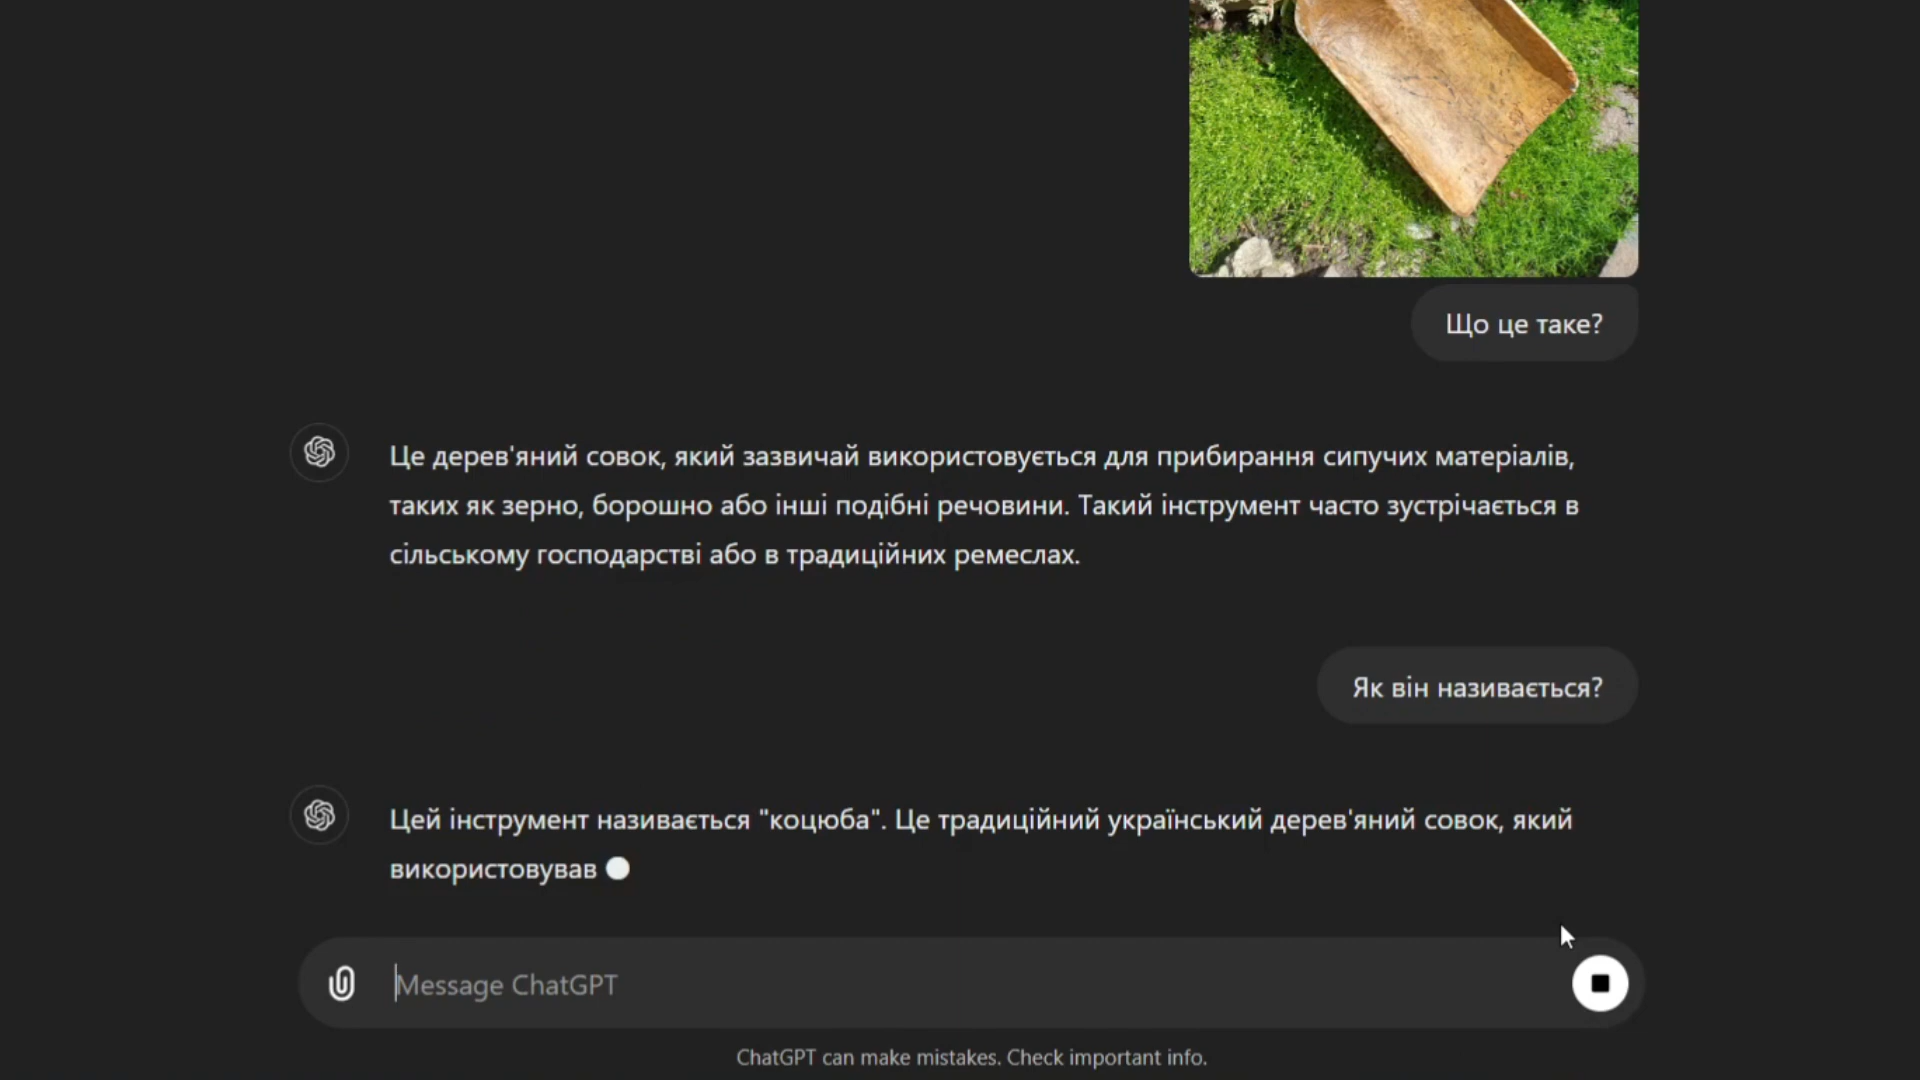 Що це таке?
Це дерев'яний совок, який зазвичай використовується для прибирання сипучих матеріалів,
таких як зерно, борошно або інші подібні речовини. Такий інструмент часто зустрічається в
сільському господарстві або в традиційних ремеслах.
Як він називається?
Цей інструмент називається "коцюба". Це традиційний український дерев'яний совок, який
використовував
Message ChatGPT
ChatGPT can make mistakes. Check important info.